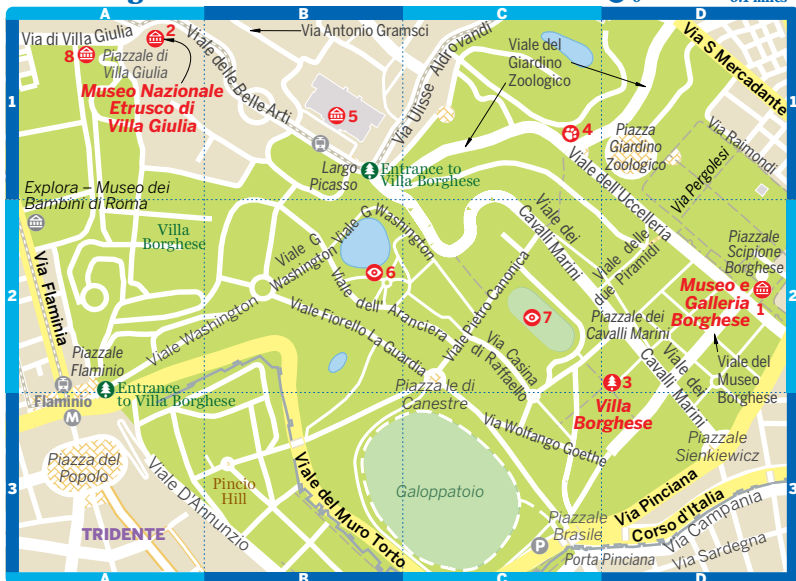 0.1 miles
A
B
C
D
Via di Villa Giulia
2
8
Piazzale di
Villa Giulia
Museo Nazionale
Etrusco di
Villa Giulia
Viale delle Belle Arti
Via Antonio Gramsci
5
Via Ulisse Aldrovandi
Viale del
Giardino
Zoologico
4
Piazza
Giardino
Zoologico
Via S Mercadante
Via Raimondi
Via Pergolesi
Viale dell'Uccelleria
1
1
Largo
Picasso
Entrance to
Villa Borghese
Explora – Museo dei
Bambini di Roma
Villa
Borghese
Via Flaminia
Viale G
Washington
Viale G Washington
6
Viale dell' Aranciera
Viale Washington
Viale Fiorello La Guardia
Viale Pietro Canonica
7
Viale dei
Cavalli Marini
Viale delle
due Piramidi
Piazzale
Scipione
Borghese
Museo e
Galleria
Borghese
1
Piazzale dei
Cavalli Marini
2
2
Via Casina
di Raffaello
Viale dei
Cavalli Marini
Viale del
Museo
Borghese
Piazzale
Flaminio
Entrance
to Villa Borghese
Flaminio
M
Piazza le di
Canestre
3
Villa
Borghese
Via Wolfango Goethe
Piazzale
Sienkiewicz
Piazza del
Popolo
Viale D'Annunzio
Pincio
Hill
Viale del Muro Torto
Galoppatoio
3
3
TRIDENTE
Piazzale
Brasile
P
Porta Pinciana
Via Pinciana
Corso d'Italia
Via Campania
Via Sardegna
A
B
C
D